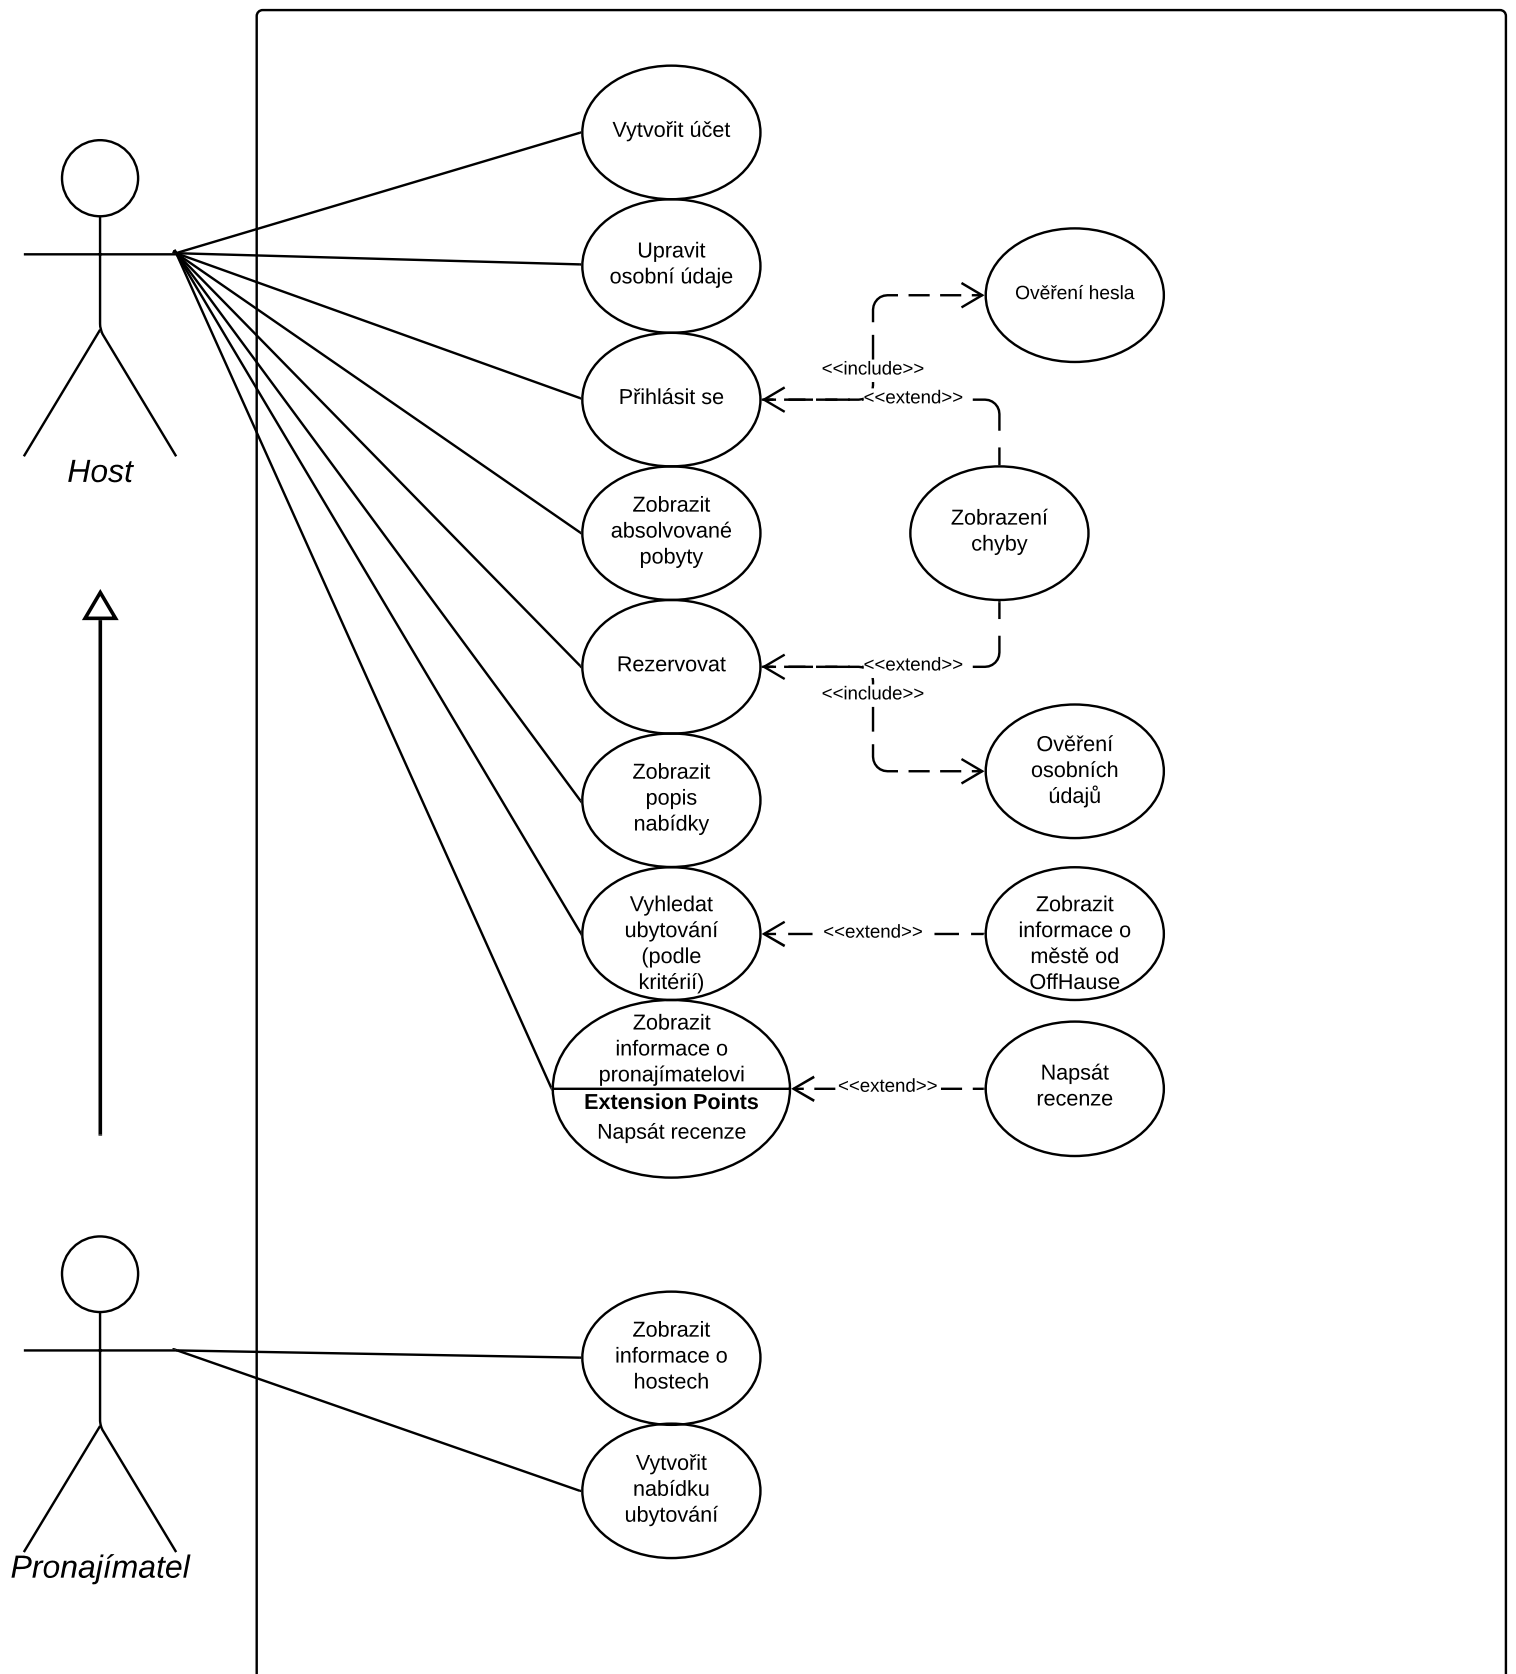 Vytvořit účet
Upravit
osobní údaje
Ověření hesla
<<include>>
Přihlásit se
<<extend>>
Host
Zobrazit
absolvované
pobyty
Zobrazení
chyby
Rezervovat
<<extend>>
<<include>>
Ověření
osobních
údajů
Zobrazit
popis
nabídky
Vyhledat
ubytování
(podle
kritérií)
<<extend>>
Zobrazit
informace o
městě od
OffHause
Zobrazit
informace o
pronajímatelovi
Extension Points
Napsát recenze
<<extend>>
Napsát
recenze
Zobrazit
informace o
hostech
Vytvořit
nabídku
ubytování
Pronajímatel